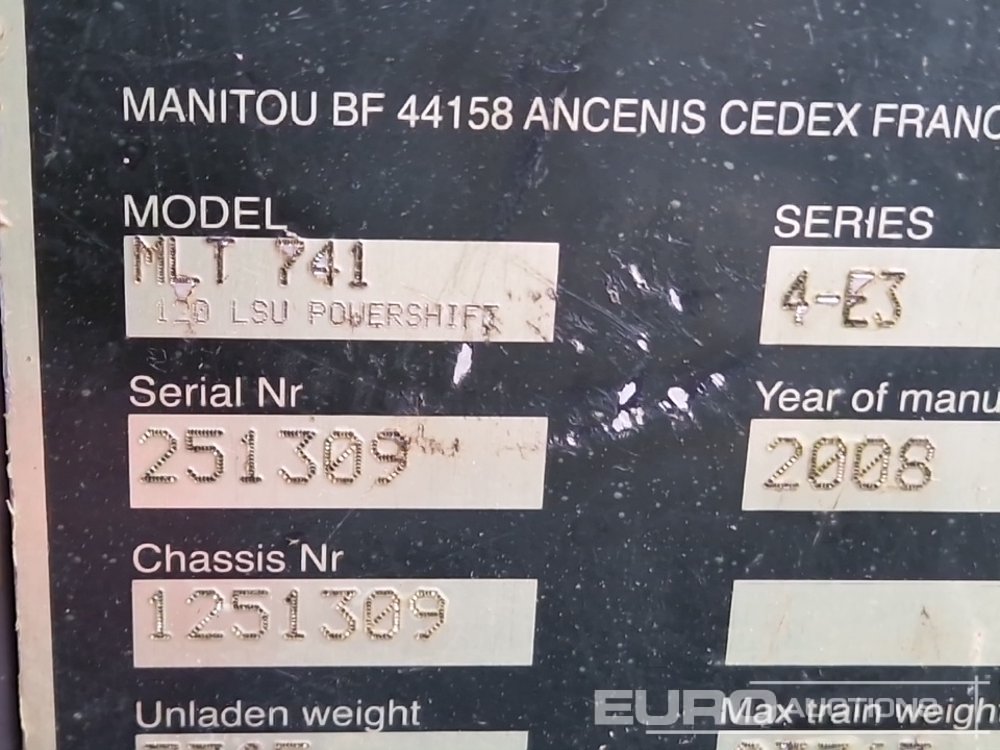 MANITOU BF 44158 ANCENIS CEDEX FRANC
MODEL
SERIES
MLT 741
120 LSU POWERSHIFT
4-E3
Serial Nr
Year of manu
251309
2008
Chassis Nr
1251309
Unladen weight
Max train weight
EURO AUCTIONS